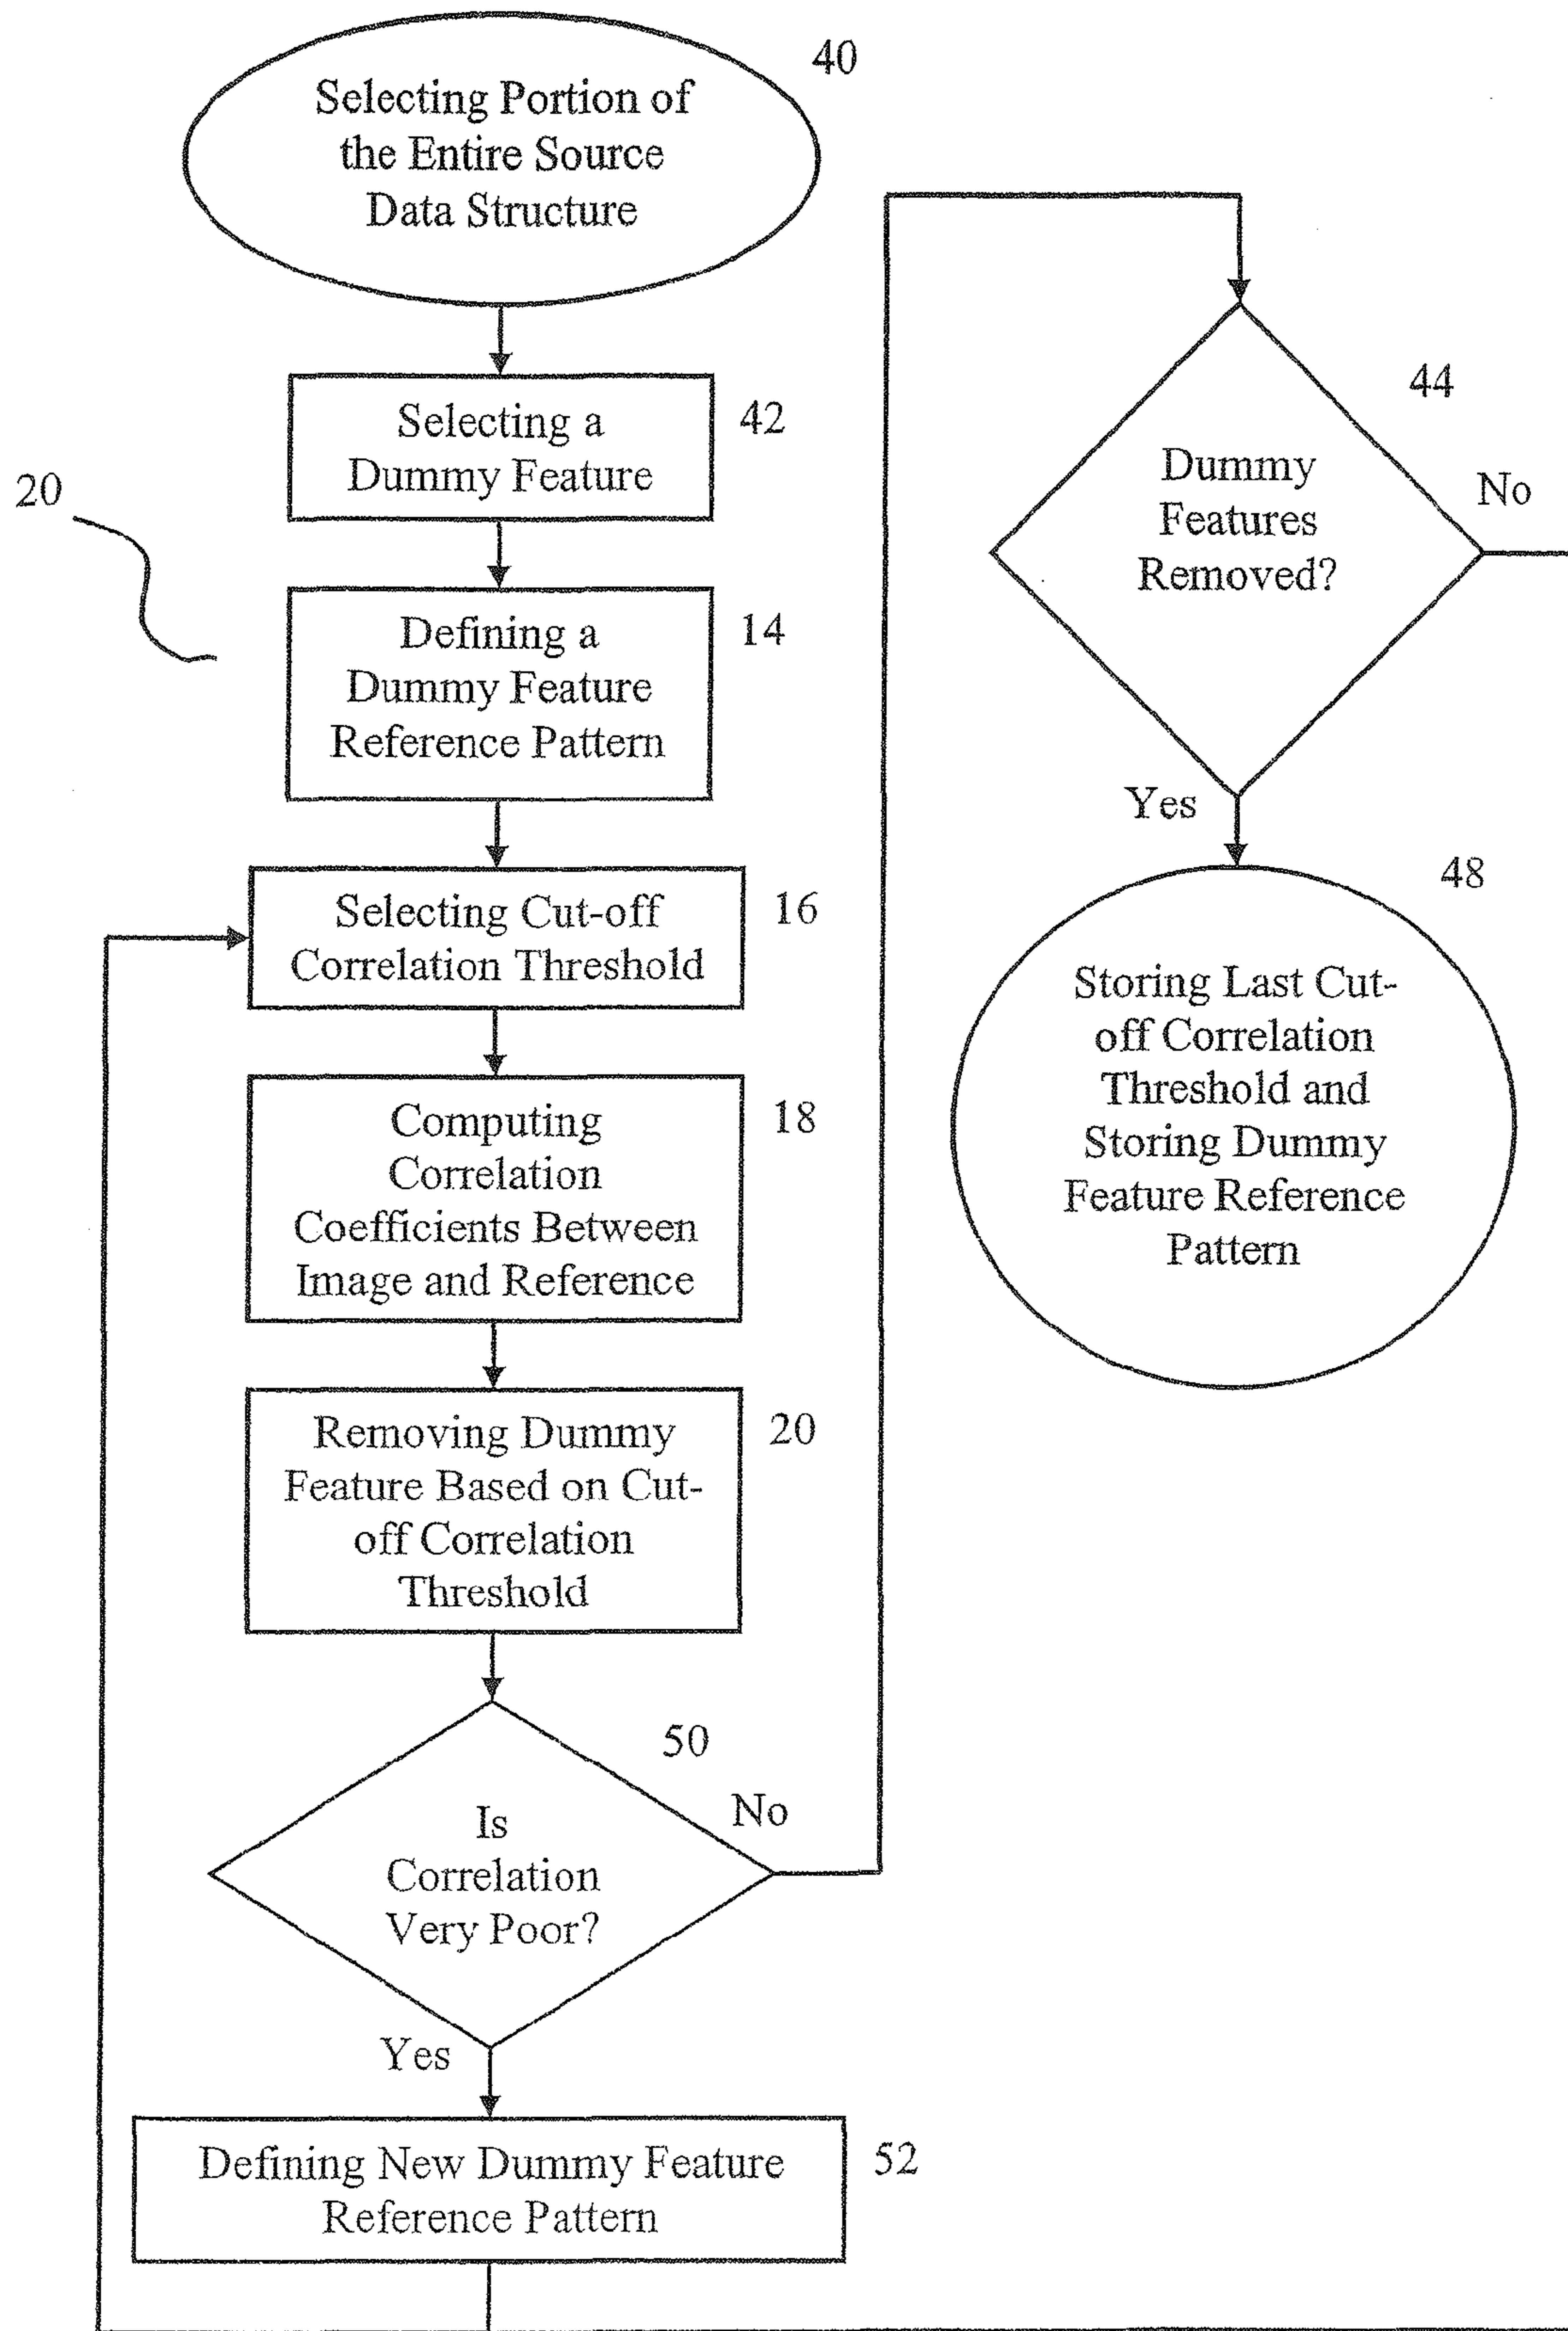 40
Selecting Portion of
the Entire Source
Data Structure
42
Selecting a
Dummy Feature
20
14
Defining a
Dummy Feature
Reference Pattern
16
Selecting Cut-off
Correlation Threshold
18
Computing
Correlation
Coefficients Between
Image and Reference
20
Removing Dummy
Feature Based on Cut-
off Correlation
Threshold
50
No
Is
Correlation
Very Poor?
Yes
52
Defining New Dummy Feature
Reference Pattern
44
Dummy
Features
Removed?
No
Yes
48
Storing Last Cut-
off Correlation
Threshold and
Storing Dummy
Feature Reference
Pattern